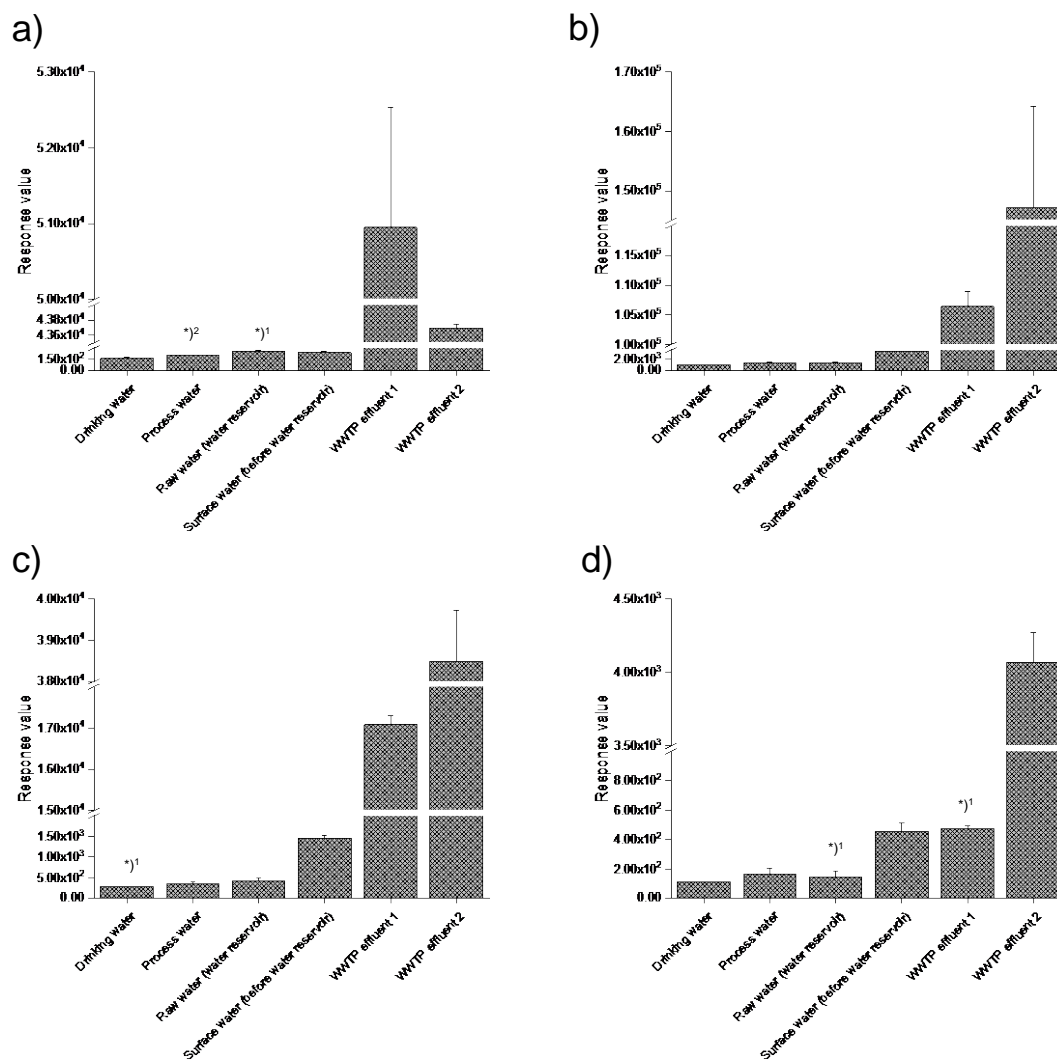 a)
5.30x10⁴
5.20x10⁴
5.10x10⁴
5.00x10⁴
4.38x10⁴
4.36x10⁴
1.50x10²
0.00
Response value
*)²
*)¹
Drinking water
Process water
Raw water (water reservoir)
Surface water (before water reservoir)
WWTP effluent 1
WWTP effluent 2
b)
1.70x10⁵
1.60x10⁵
1.50x10⁵
1.15x10⁵
1.10x10⁵
1.05x10⁵
1.00x10⁵
2.00x10³
0.00
Response value
Drinking water
Process water
Raw water (water reservoir)
Surface water (before water reservoir)
WWTP effluent 1
WWTP effluent 2
c)
4.00x10⁴
3.90x10⁴
3.80x10⁴
1.70x10⁴
1.60x10⁴
1.50x10⁴
1.50x10³
1.00x10³
5.00x10²
0.00
Response value
*)¹
Drinking water
Process water
Raw water (water reservoir)
Surface water (before water reservoir)
WWTP effluent 1
WWTP effluent 2
d)
4.50x10³
4.00x10³
3.50x10³
8.00x10²
6.00x10²
4.00x10²
2.00x10²
0.00
Response value
*)¹
*)¹
Drinking water
Process water
Raw water (water reservoir)
Surface water (before water reservoir)
WWTP effluent 1
WWTP effluent 2